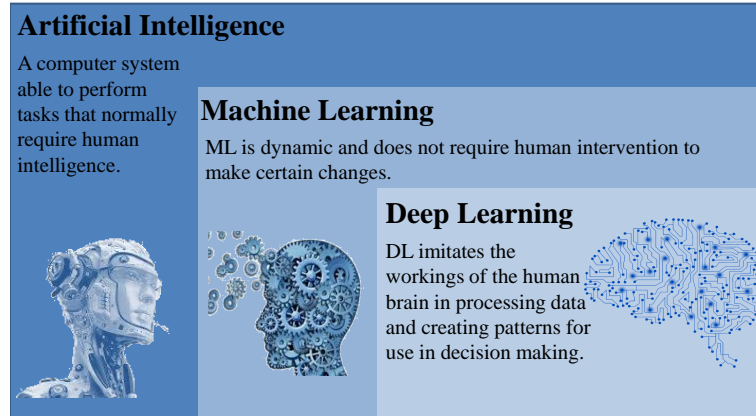 Artificial Intelligence
A computer system
able to perform
tasks that normally
require human
intelligence.
Machine Learning
ML is dynamic and does not require human intervention to
make certain changes.
Deep Learning
DL imitates the
workings of the human
brain in processing data
and creating patterns for
use in decision making.